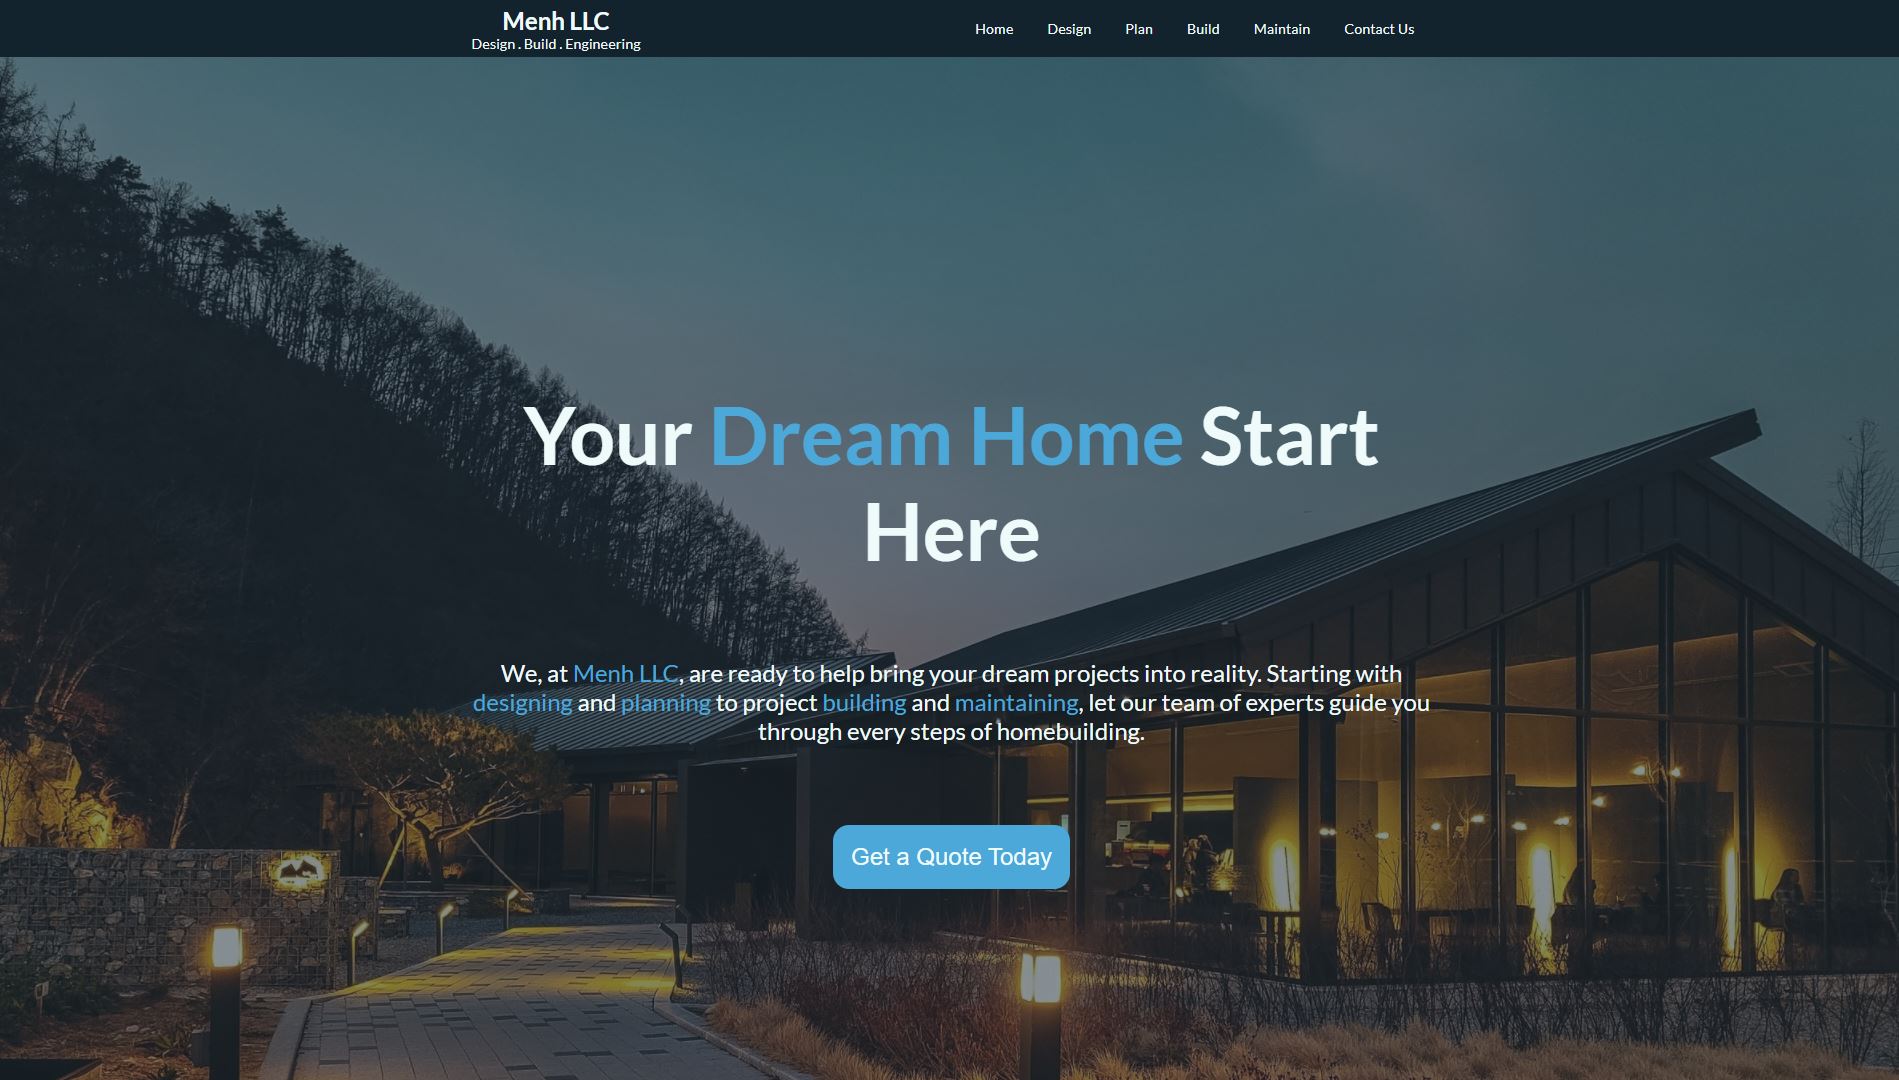 Menh LLC
Design . Build . Engineering
Home Design Plan Build Maintain Contact Us
Your Dream Home Start
Here
We, at Menh LLC, are ready to help bring your dream projects into reality. Starting with
designing and planning to project building and maintaining, let our team of experts guide you
through every steps of homebuilding.
Get a Quote Today